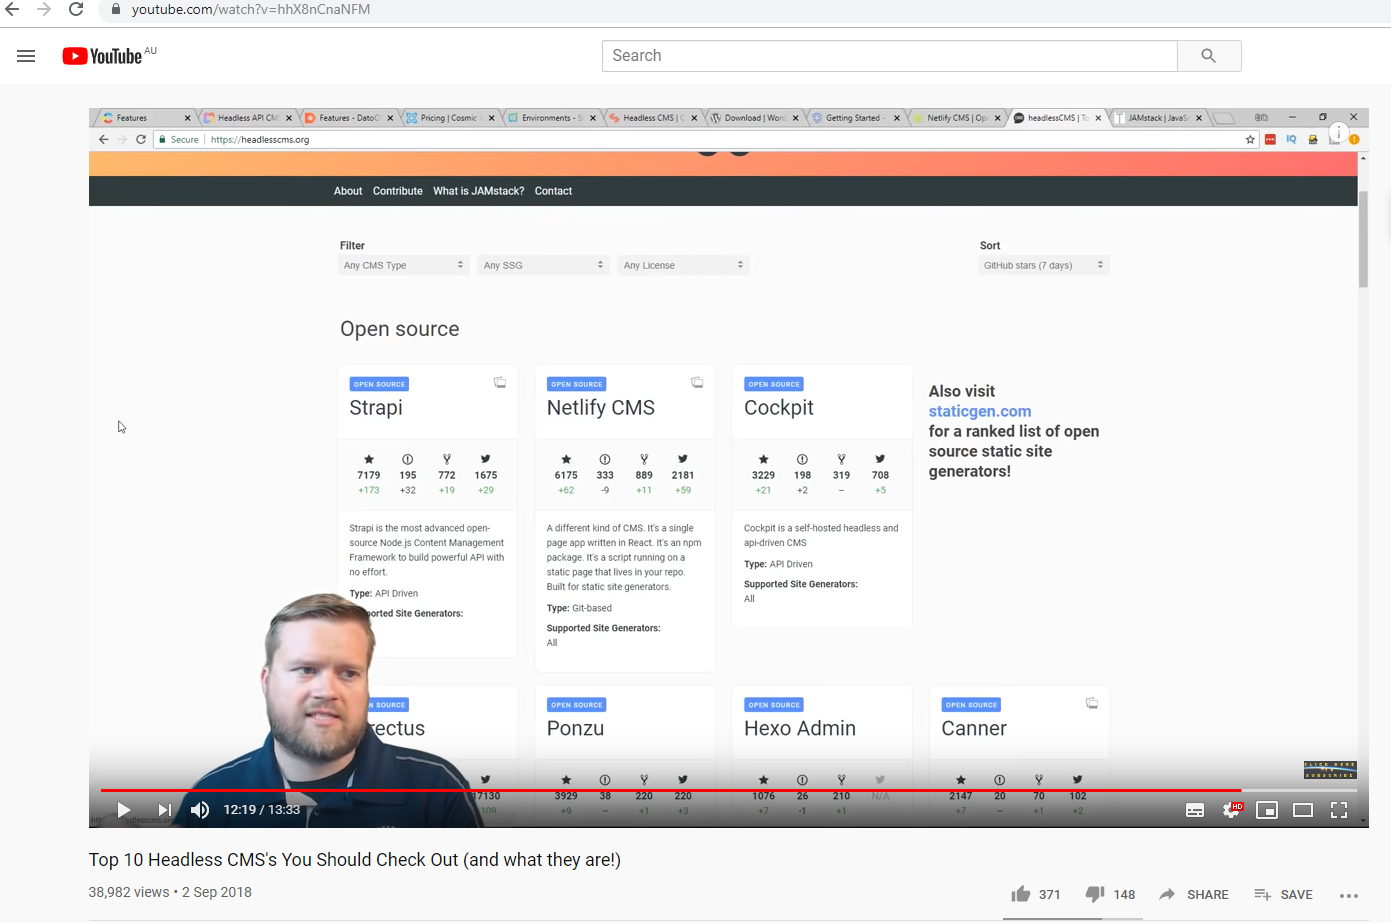 youtube.com/watch?v=hhX8nCnaNFM
YouTube AU
Search
Features
Headless API CM
Features - DatoC
Pricing | Cosmic
Environments - S
Headless CMS | C
Download | Word
Getting Started -
Netlify CMS | Ope
headlessCMS | To
JAMstack | JavaS
Secure
https://headlesscms.org
IQ
About Contribute What is JAMstack? Contact
Filter
Sort
Any CMS Type
Any SSG
Any License
GitHub stars (7 days)
Open source
OPEN SOURCE
Strapi
7179 195 772 1675
+173 +32 +19 +29
Strapi is the most advanced open-
source Node.js Content Management
Framework to build powerful API with
no effort.
Type: API Driven
ported Site Generators:
OPEN SOURCE
Netlify CMS
6175 333 889 2181
+62 -9 +11 +59
A different kind of CMS. It's a single
page app written in React. It's an npm
package. It's a script running on a
static page that lives in your repo.
Built for static site generators.
Type: Git-based
Supported Site Generators:
All
OPEN SOURCE
Cockpit
3229 198 319 708
+21 +2 – +5
Cockpit is a self-hosted headless and
api-driven CMS
Type: API Driven
Supported Site Generators:
All
Also visit
staticgen.com
for a ranked list of open
source static site
generators!
N SOURCE
rectus
17130
OPEN SOURCE
Ponzu
3929 38 220 220
+9 – +1 +3
OPEN SOURCE
Hexo Admin
1076 26 210 N/A
+7 -1 +1
OPEN SOURCE
Canner
2147 20 70 102
+7 – +1 +2
CLICK HERE
SUBSCRIBE
12:19 / 13:33
HD
Top 10 Headless CMS's You Should Check Out (and what they are!)
38,982 views • 2 Sep 2018
371
148
SHARE
SAVE